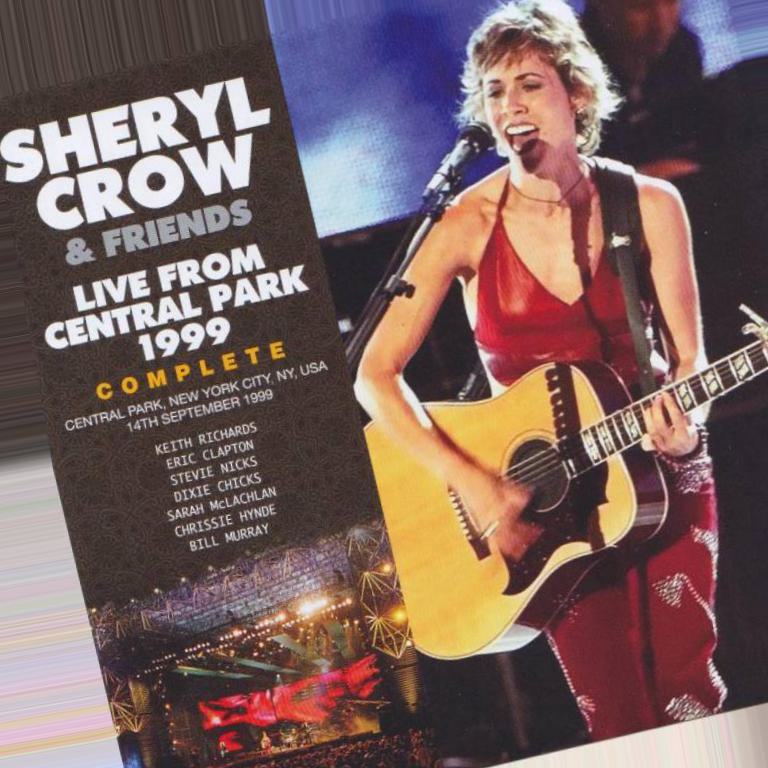 SHERYL
CROW
& FRIENDS
LIVE FROM
CENTRAL PARK
1999
COMPLETE
CENTRAL PARK, NEW YORK CITY, NY, USA
14TH SEPTEMBER 1999
KEITH RICHARDS
ERIC CLAPTON
STEVIE NICKS
DIXIE CHICKS
SARAH McLACHLAN
CHRISSIE HYNDE
BILL MURRAY